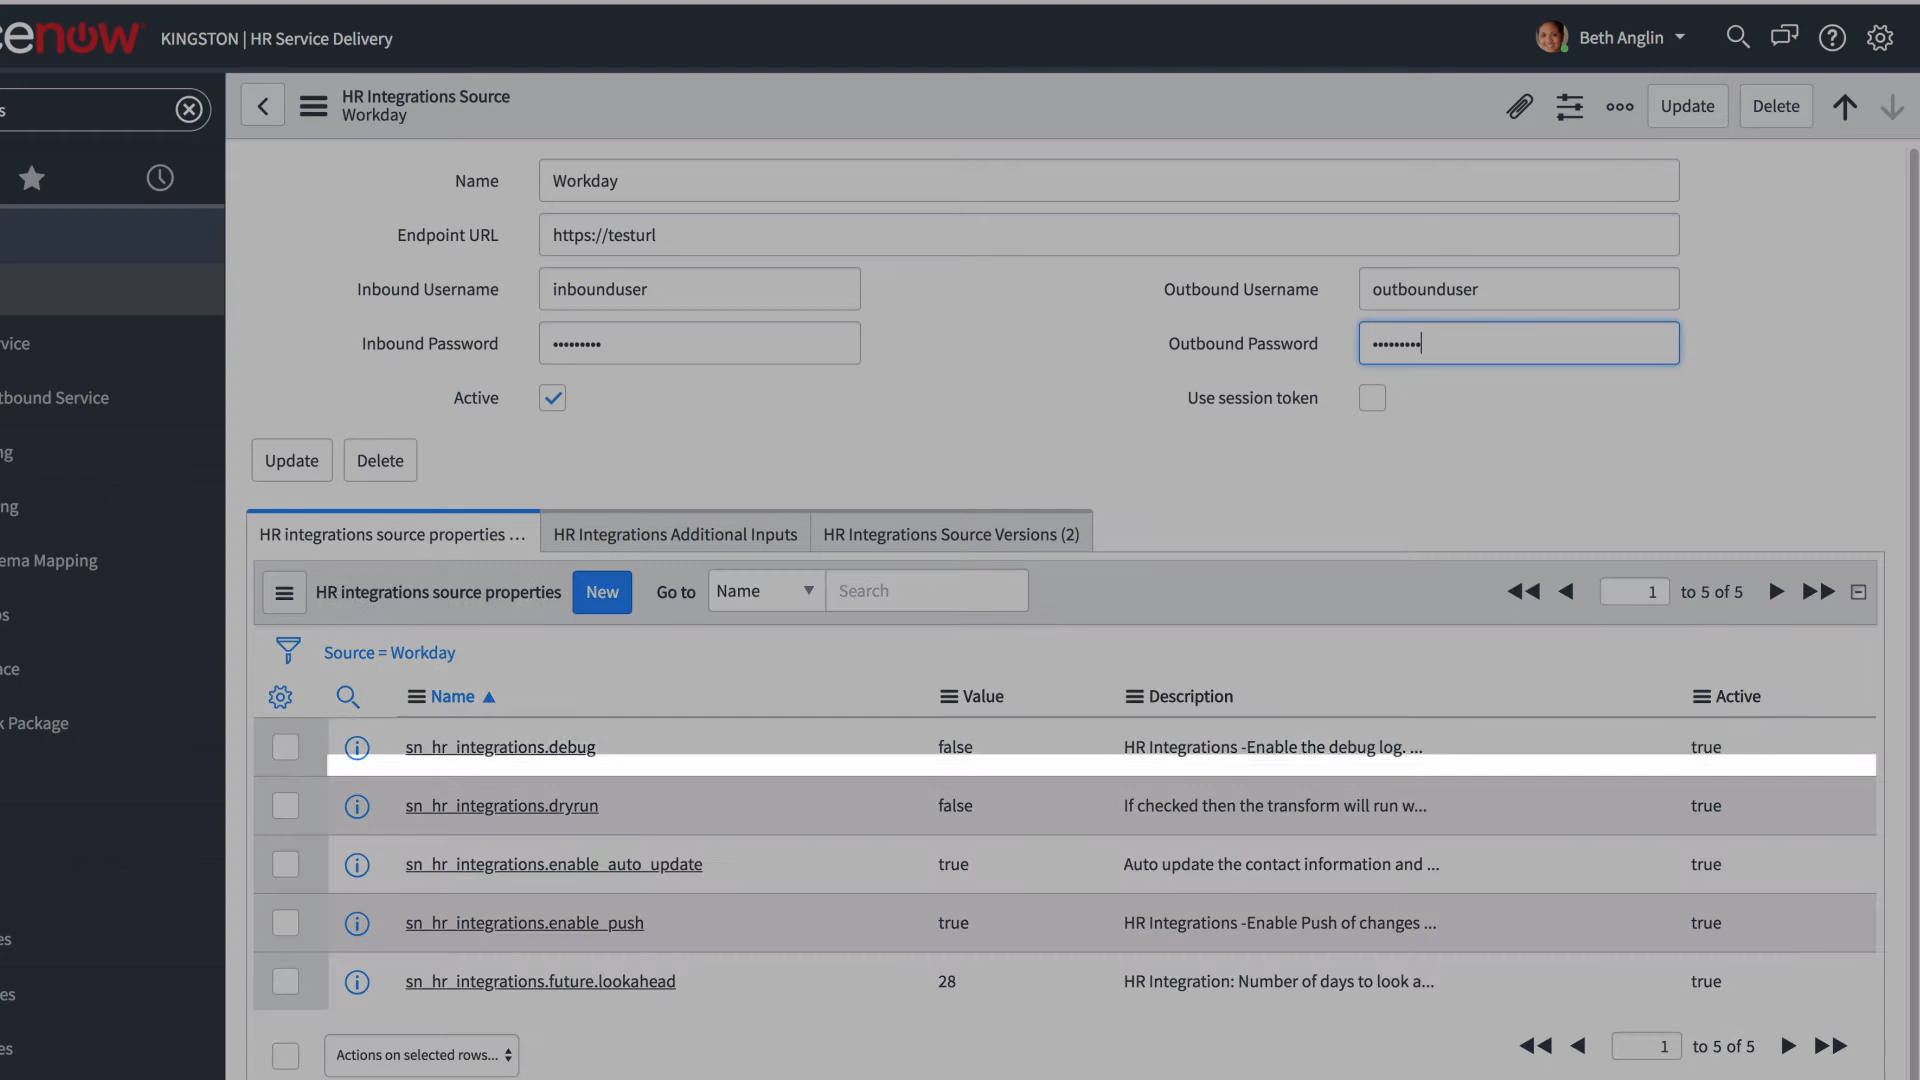 cenow KINGSTON | HR Service Delivery
Beth Anglin
s
HR Integrations Source
Workday
Update
Delete
Name
Workday
Endpoint URL
https://testurl
Inbound Username
inbounduser
Outbound Username
outbounduser
Inbound Password
•••••••••
Outbound Password
•••••••••
Active
Use session token
Update
Delete
vice
tbound Service
ng
ng
ema Mapping
os
ace
k Package
es
es
es
HR integrations source properties ...
HR Integrations Additional Inputs
HR Integrations Source Versions (2)
HR integrations source properties
New
Go to
Name
Search
1 to 5 of 5
Source = Workday
Name
Value
Description
Active
sn_hr_integrations.debug false HR Integrations -Enable the debug log. ... true
sn_hr_integrations.dryrun false If checked then the transform will run w... true
sn_hr_integrations.enable_auto_update true Auto update the contact information and ... true
sn_hr_integrations.enable_push true HR Integrations -Enable Push of changes ... true
sn_hr_integrations.future.lookahead 28 HR Integration: Number of days to look a... true
Actions on selected rows...
1 to 5 of 5